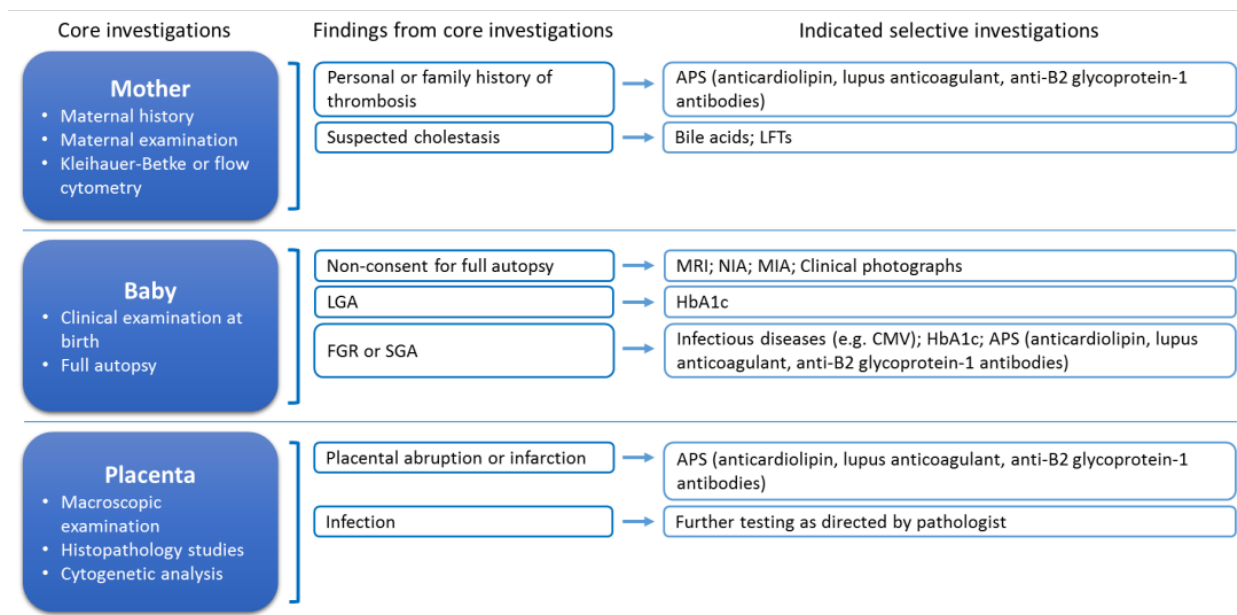 Core investigations
Findings from core investigations
Indicated selective investigations
Mother
• Maternal history
• Maternal examination
• Kleihauer-Betke or flow
cytometry
Personal or family history of
thrombosis
APS (anticardiolipin, lupus anticoagulant, anti-B2 glycoprotein-1
antibodies)
Suspected cholestasis
Bile acids; LFTs
Baby
• Clinical examination at
birth
• Full autopsy
Non-consent for full autopsy
MRI; NIA; MIA; Clinical photographs
LGA
HbA1c
FGR or SGA
Infectious diseases (e.g. CMV); HbA1c; APS (anticardiolipin, lupus
anticoagulant, anti-B2 glycoprotein-1 antibodies)
Placenta
• Macroscopic
examination
• Histopathology studies
• Cytogenetic analysis
Placental abruption or infarction
APS (anticardiolipin, lupus anticoagulant, anti-B2 glycoprotein-1
antibodies)
Infection
Further testing as directed by pathologist